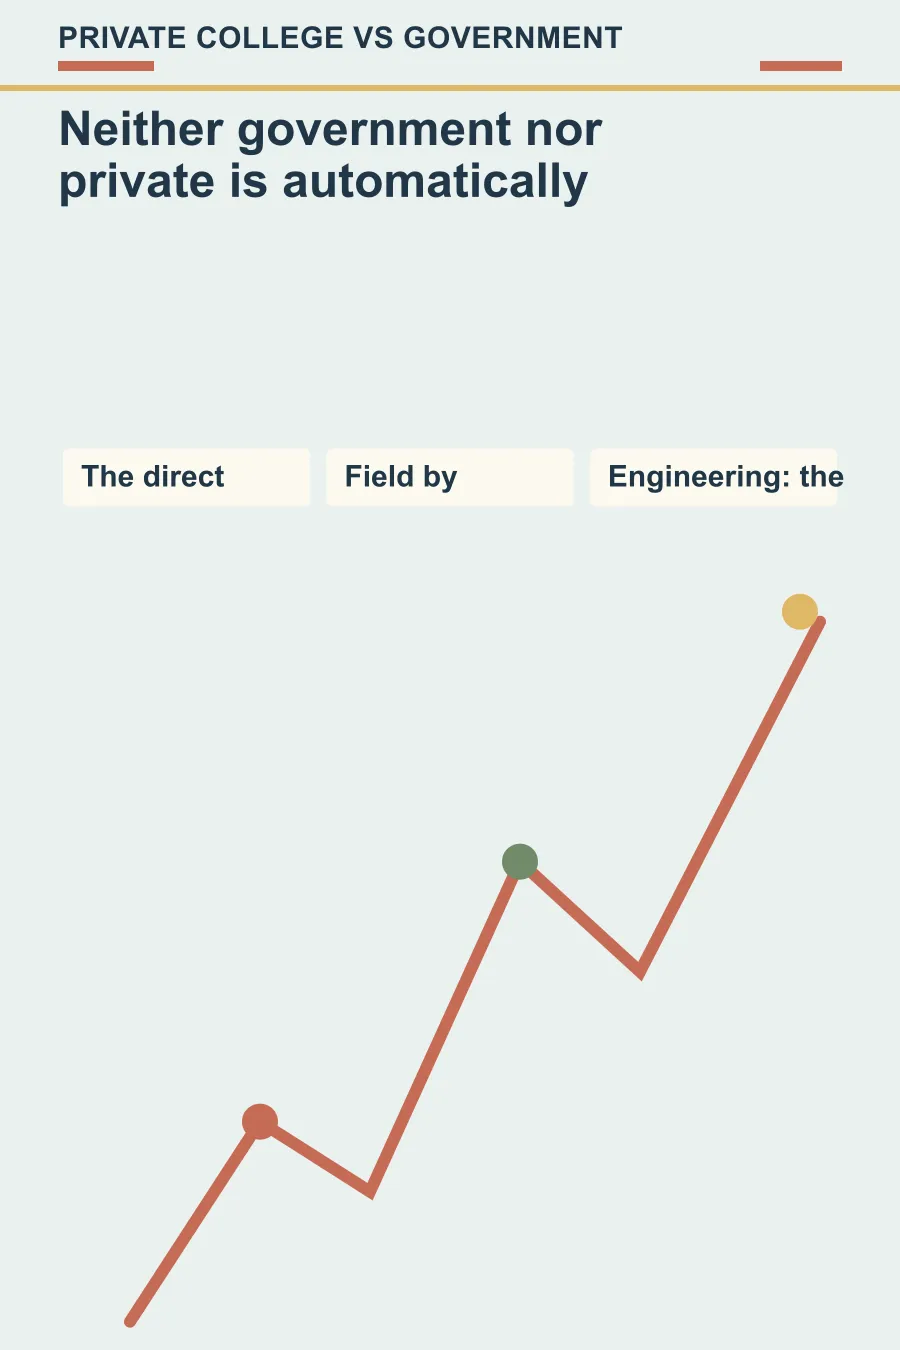 PRIVATE COLLEGE VS GOVERNMENT
Neither government nor
private is automatically
The direct
Field by
Engineering: the